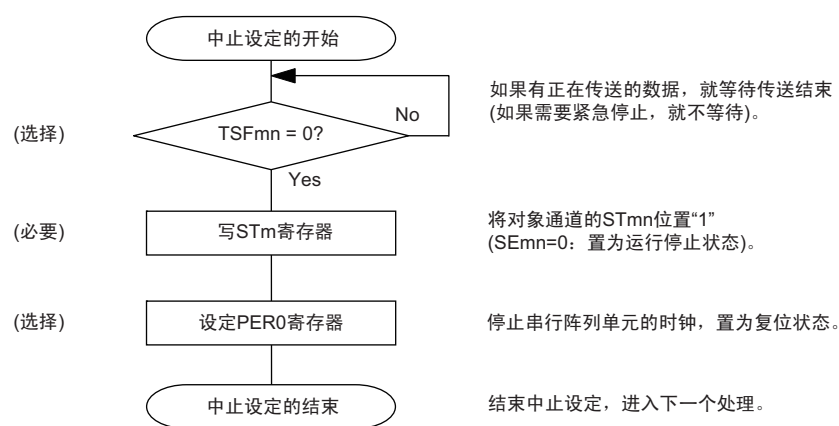 中止设定的开始
如果有正在传送的数据，就等待传送结束
(如果需要紧急停止，就不等待)。
No
(选择)
TSFmn = 0?
Yes
(必要)
写STm寄存器
将对象通道的STmn位置“1”
(SEmn=0：置为运行停止状态)。
(选择)
设定PER0寄存器
停止串行阵列单元的时钟，置为复位状态。
中止设定的结束
结束中止设定，进入下一个处理。